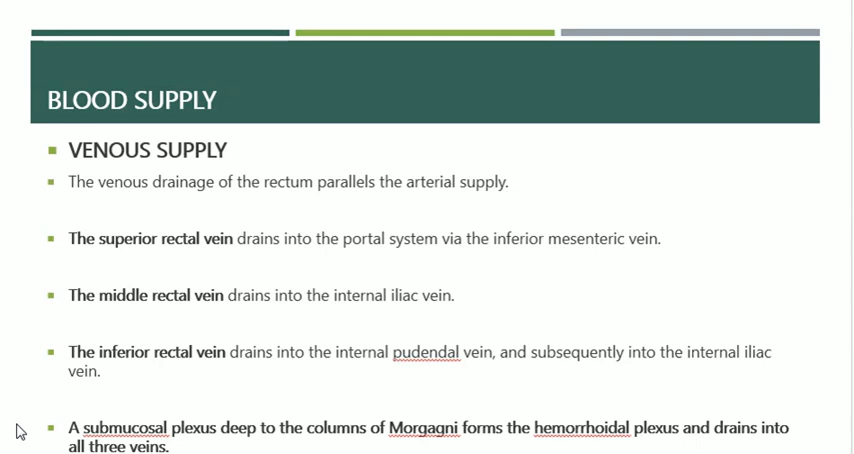 BLOOD SUPPLY
VENOUS SUPPLY
The venous drainage of the rectum parallels the arterial supply.
The superior rectal vein drains into the portal system via the inferior mesenteric vein.
The middle rectal vein drains into the internal iliac vein.
The inferior rectal vein drains into the internal pudendal vein, and subsequently into the internal iliac
vein.
A submucosal plexus deep to the columns of Morgagni forms the hemorrhoidal plexus and drains into
all three veins.